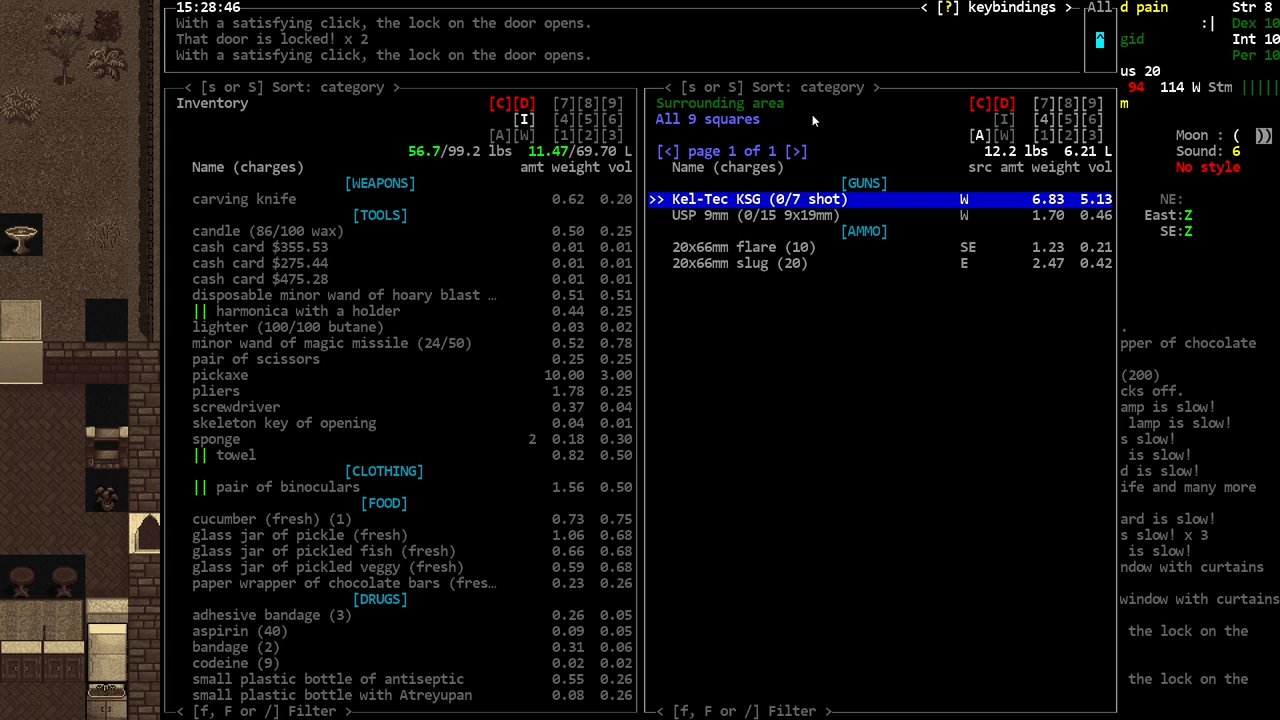 15:28:46
< [?] keybindings >
All
With a satisfying click, the lock on the door opens.
That door is locked! x 2
With a satisfying click, the lock on the door opens.
^
d pain
Str 8
:|
Dex 10
gid
Int 10
Per 10
us 20
94 114 W Stm |||||
m
Moon : (
))
Sound: 6
No style
NE:
East:Z
SE:Z
< [s or S] Sort: category >
Inventory
[C][D] [7][8][9]
[I] [4][5][6]
[A][W] [1][2][3]
56.7/99.2 lbs 11.47/69.70 L
Name (charges) amt weight vol
[WEAPONS]
carving knife 0.62 0.20
[TOOLS]
candle (86/100 wax) 0.50 0.25
cash card $355.53 0.01 0.01
cash card $275.44 0.01 0.01
cash card $475.28 0.01 0.01
disposable minor wand of hoary blast … 0.51 0.51
|| harmonica with a holder 0.44 0.25
lighter (100/100 butane) 0.03 0.02
minor wand of magic missile (24/50) 0.52 0.78
pair of scissors 0.25 0.25
pickaxe 10.00 3.00
pliers 1.78 0.25
screwdriver 0.37 0.04
skeleton key of opening 0.04 0.01
sponge 2 0.18 0.30
|| towel 0.82 0.50
[CLOTHING]
|| pair of binoculars 1.56 0.50
[FOOD]
cucumber (fresh) (1) 0.73 0.75
glass jar of pickle (fresh) 1.06 0.68
glass jar of pickled fish (fresh) 0.66 0.68
glass jar of pickled veggy (fresh) 0.59 0.68
paper wrapper of chocolate bars (fres… 0.23 0.26
[DRUGS]
adhesive bandage (3) 0.26 0.05
aspirin (40) 0.09 0.05
bandage (2) 0.31 0.06
codeine (9) 0.02 0.02
small plastic bottle of antiseptic 0.55 0.26
small plastic bottle with Atreyupan 0.08 0.26
< [f, F or /] Filter >
< [s or S] Sort: category >
Surrounding area
[C][D] [7][8][9]
All 9 squares
[I] [4][5][6]
[A][W] [1][2][3]
[<] page 1 of 1 [>]
12.2 lbs 6.21 L
Name (charges) src amt weight vol
[GUNS]
>> Kel-Tec KSG (0/7 shot) W 6.83 5.13
USP 9mm (0/15 9x19mm) W 1.70 0.46
[AMMO]
20x66mm flare (10) SE 1.23 0.21
20x66mm slug (20) E 2.47 0.42
< [f, F or /] Filter >
.
pper of chocolate
(200)
cks off.
amp is slow!
lamp is slow!
s slow!
is slow!
d is slow!
ife and many more
ard is slow!
s slow! x 3
is slow!
ndow with curtains
window with curtains
the lock on the
the lock on the